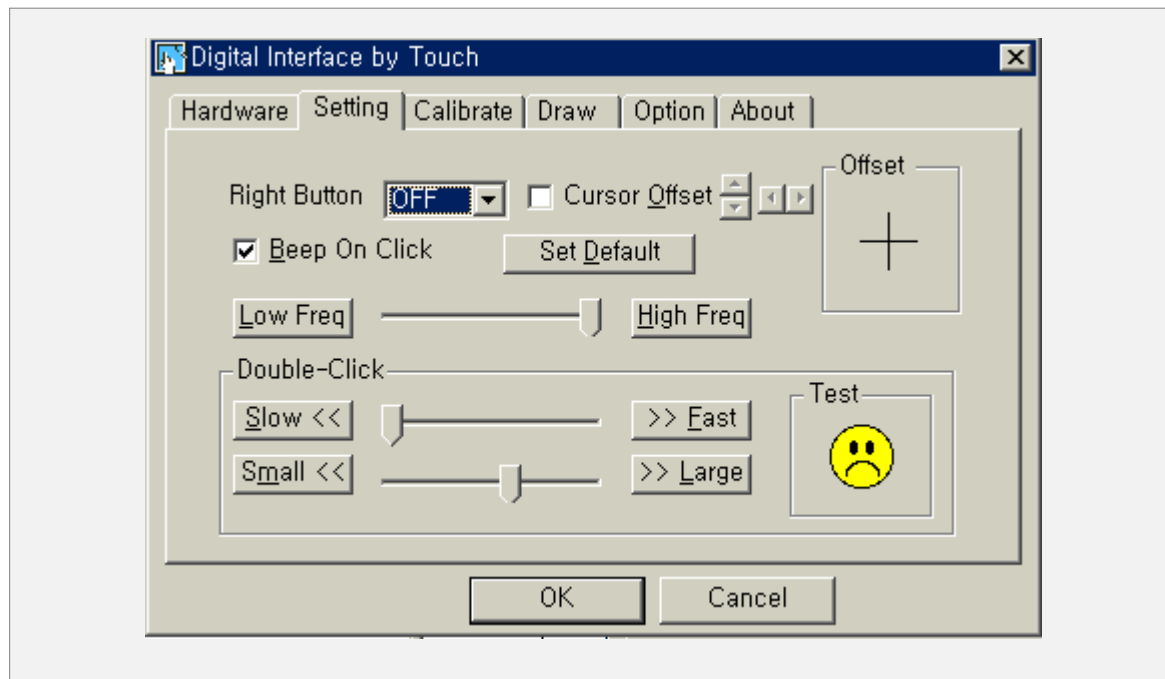 Digital Interface by Touch
Hardware Setting Calibrate Draw Option About
Right Button OFF Cursor Offset Offset
Beep On Click Set Default
Low Freq High Freq
Double-Click
Slow << >> Fast Test
Small << >> Large
OK Cancel